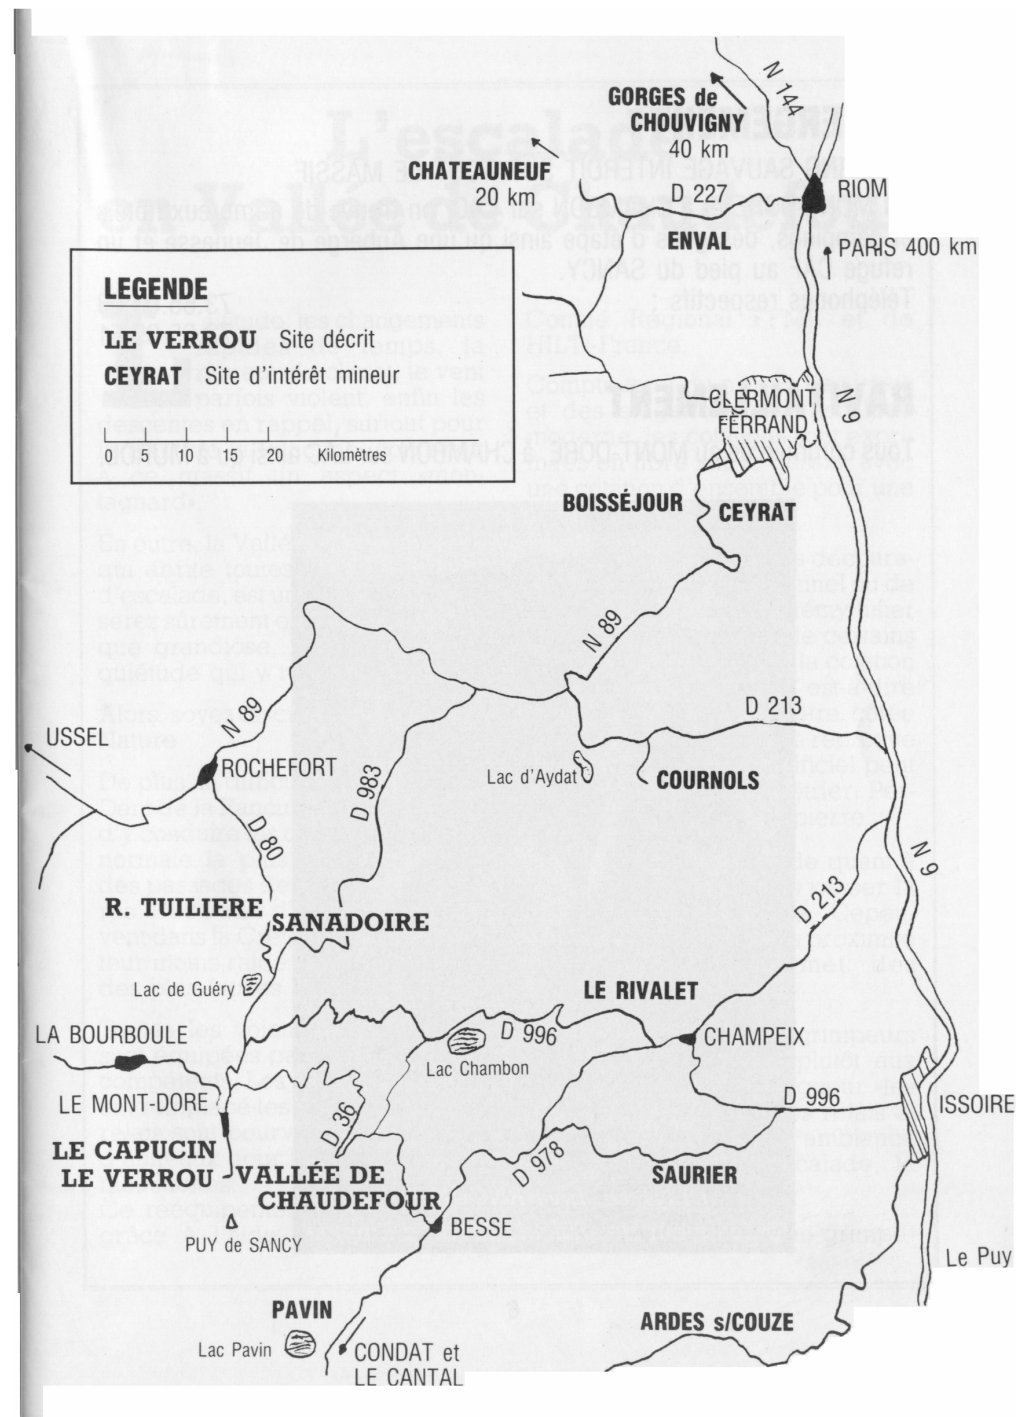 N 144
GORGES de
CHOUVIGNY
40 km
CHATEAUNEUF
20 km
D 227
RIOM
ENVAL
PARIS 400 km
LEGENDE
LE VERROU Site décrit
CEYRAT Site d'intérêt mineur
0 5 10 15 20 Kilomètres
CLERMONT
FERRAND
N 9
BOISSÉJOUR
CEYRAT
N 89
D 213
N 89
USSEL
ROCHEFORT
Lac d'Aydat
COURNOLS
D 983
D 80
N 9
D 213
R. TUILIERE
SANADOIRE
Lac de Guéry
LE RIVALET
LA BOURBOULE
D 996
CHAMPEIX
Lac Chambon
LE MONT-DORE
D 996
ISSOIRE
D 36
LE CAPUCIN
LE VERROU
VALLÉE DE
CHAUDEFOUR
D 978
SAURIER
BESSE
PUY de SANCY
Le Puy
PAVIN
ARDES s/COUZE
Lac Pavin
CONDAT et
LE CANTAL